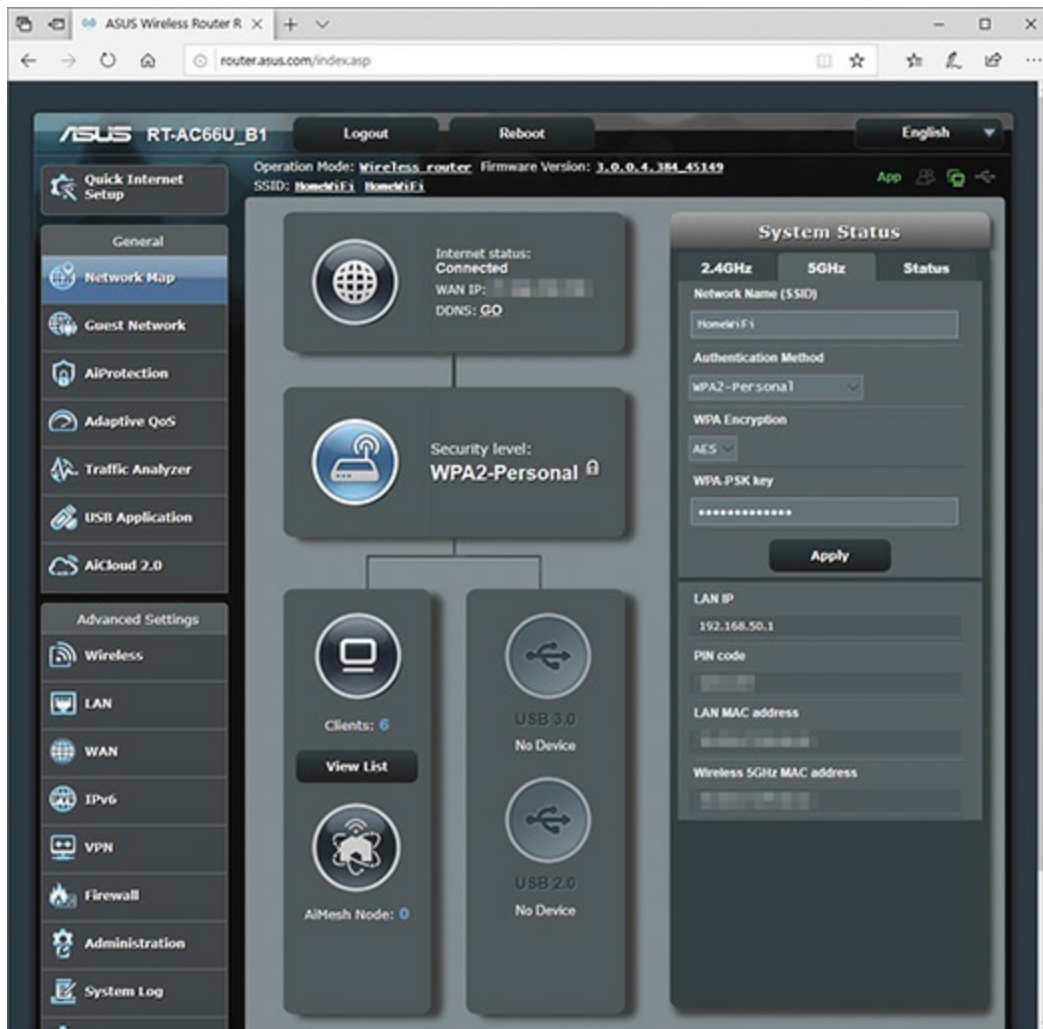 ASUS Wireless Router R
router.asus.com/index.asp
ASUS RT-AC66U_B1
Logout
Reboot
English
Operation Mode: Wireless router Firmware Version: 3.0.0.4.384_45149
SSID: HomeWiFi HomeWiFi
App
Quick Internet
Setup
General
Network Map
Guest Network
AiProtection
Adaptive QoS
Traffic Analyzer
USB Application
AiCloud 2.0
Advanced Settings
Wireless
LAN
WAN
IPv6
VPN
Firewall
Administration
System Log
Internet status:
Connected
WAN IP:
DDNS: GO
Security level:
WPA2-Personal
Clients: 6
View List
AiMesh Node: 0
USB 3.0
No Device
USB 2.0
No Device
System Status
2.4GHz 5GHz Status
Network Name (SSID)
HomeWiFi
Authentication Method
WPA2-Personal
WPA Encryption
AES
WPA-PSK key
•••••••••••••
Apply
LAN IP
192.168.50.1
PIN code
LAN MAC address
Wireless 5GHz MAC address